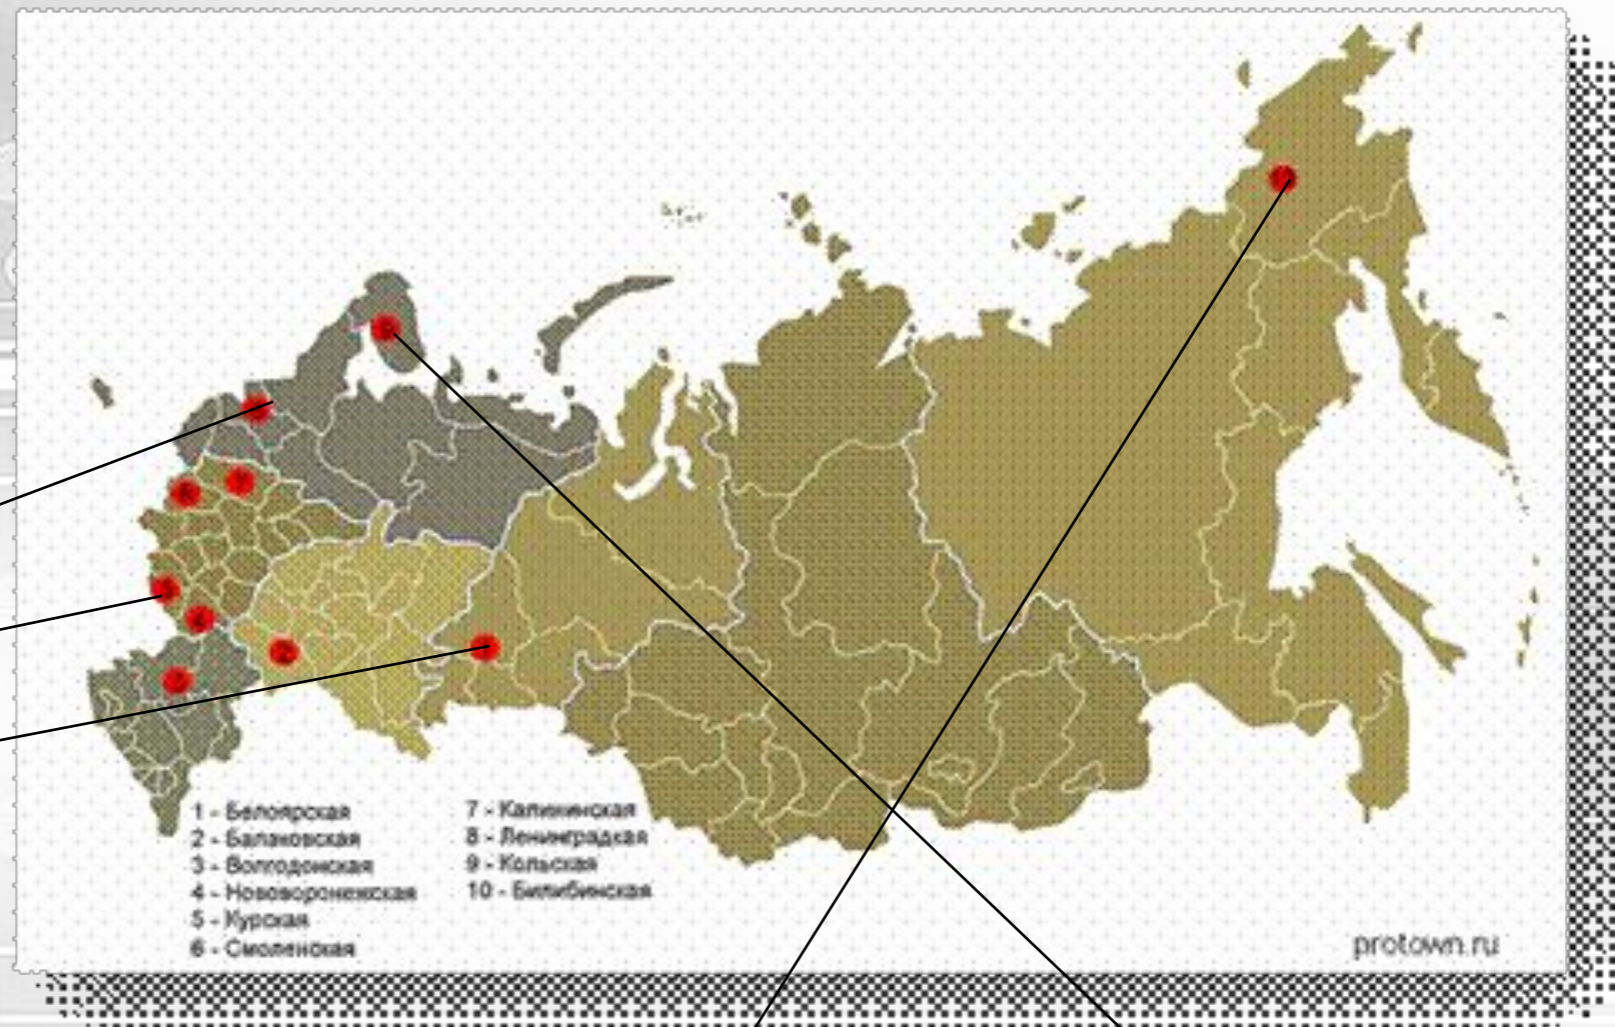 1 - Белоярская
2 - Балаковская
3 - Волгодонская
4 - Нововоронежская
5 - Курская
6 - Смоленская
7 - Калининская
8 - Ленинградкая
9 - Кольская
10 - Билибинская
protown.ru